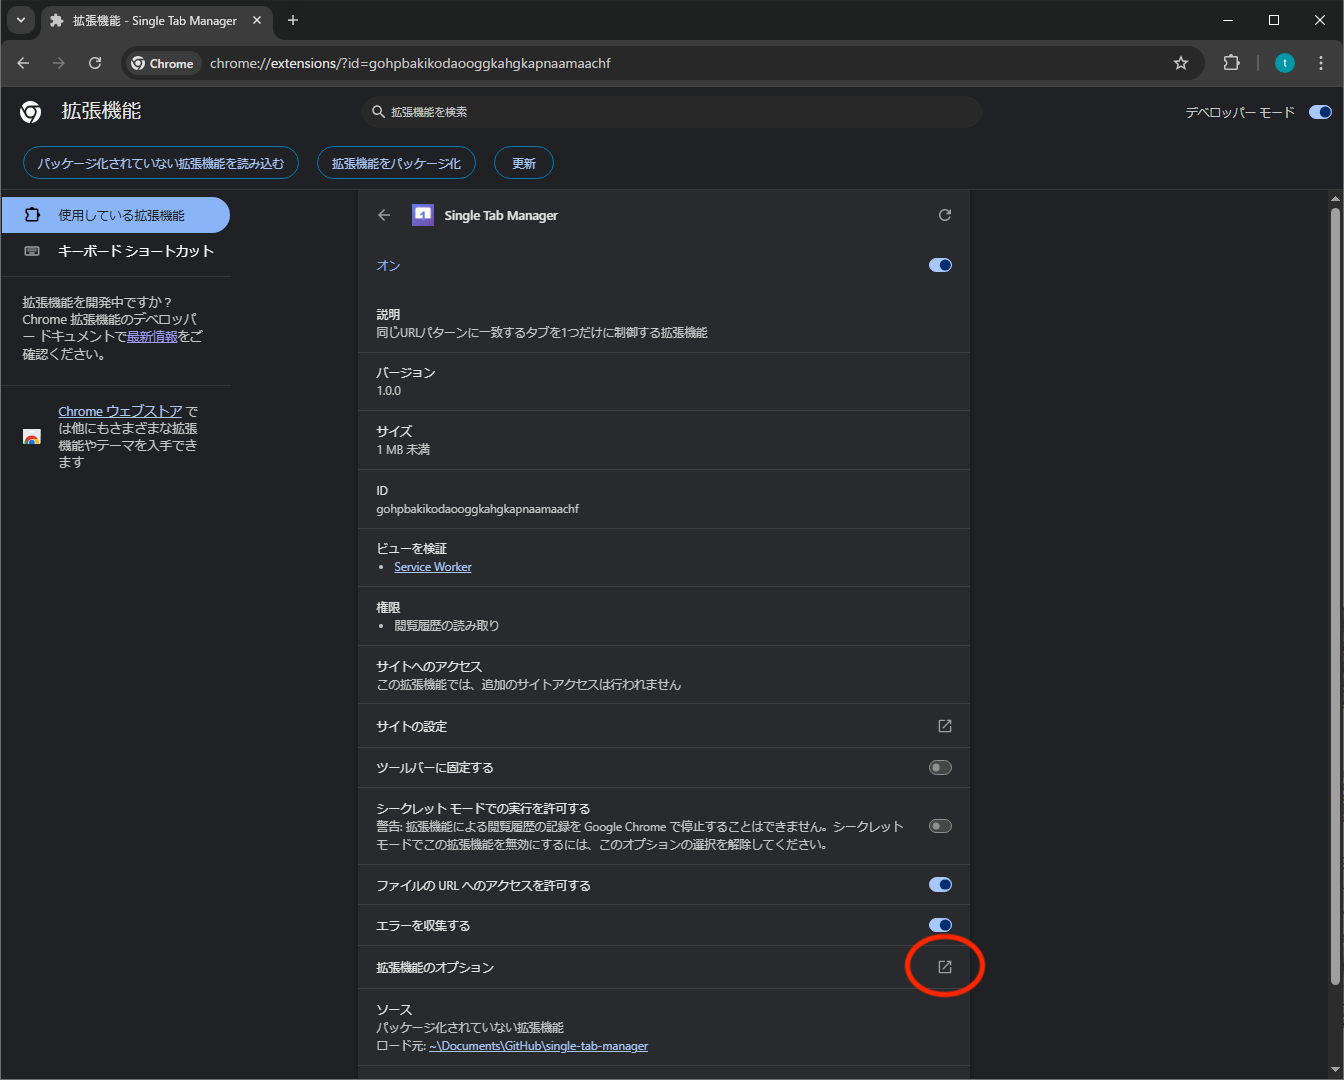 拡張機能 - Single Tab Manager
Chrome
chrome://extensions/?id=gohpbakikodaooggkahgkapnaamaachf
t
拡張機能
拡張機能を検索
デベロッパー モード
パッケージ化されていない拡張機能を読み込む
拡張機能をパッケージ化
更新
使用している拡張機能
キーボード ショートカット
拡張機能を開発中ですか？
Chrome 拡張機能のデベロッパ
ー ドキュメントで最新情報をご
確認ください。
Chrome ウェブストア で
は他にもさまざまな拡張
機能やテーマを入手でき
ます
Single Tab Manager
オン
説明
同じURLパターンに一致するタブを1つだけに制御する拡張機能
バージョン
1.0.0
サイズ
1 MB 未満
ID
gohpbakikodaooggkahgkapnaamaachf
ビューを検証
• Service Worker
権限
• 閲覧履歴の読み取り
サイトへのアクセス
この拡張機能では、追加のサイトアクセスは行われません
サイトの設定
ツールバーに固定する
シークレット モードでの実行を許可する
警告: 拡張機能による閲覧履歴の記録を Google Chrome で停止することはできません。シークレット
モードでこの拡張機能を無効にするには、このオプションの選択を解除してください。
ファイルの URL へのアクセスを許可する
エラーを収集する
拡張機能のオプション
ソース
パッケージ化されていない拡張機能
ロード元: ~\Documents\GitHub\single-tab-manager